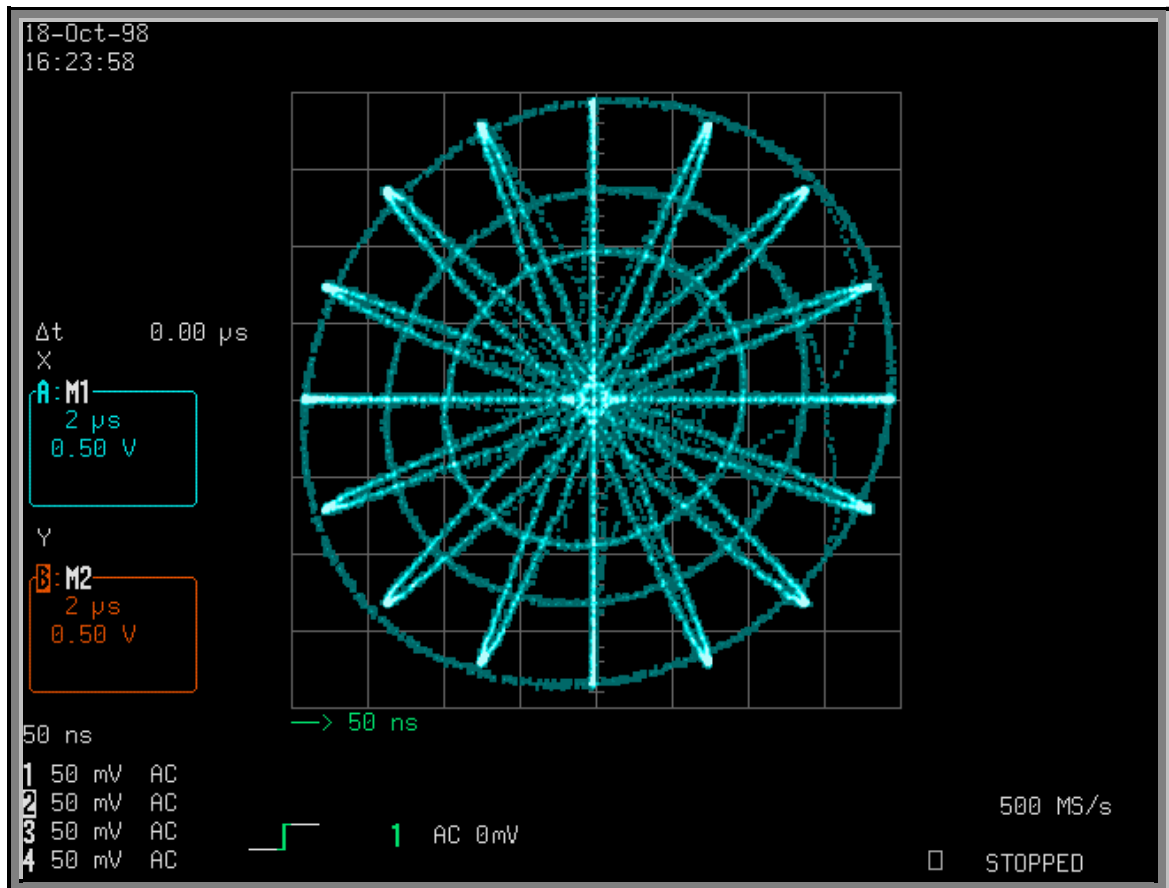 18-Oct-98
16:23:58
Δt 0.00 µs
X
A:M1
2 µs
0.50 V
Y
B:M2
2 µs
0.50 V
—> 50 ns
50 ns
1 50 mV AC
2 50 mV AC
3 50 mV AC
4 50 mV AC
1 AC 0mV
500 MS/s
STOPPED